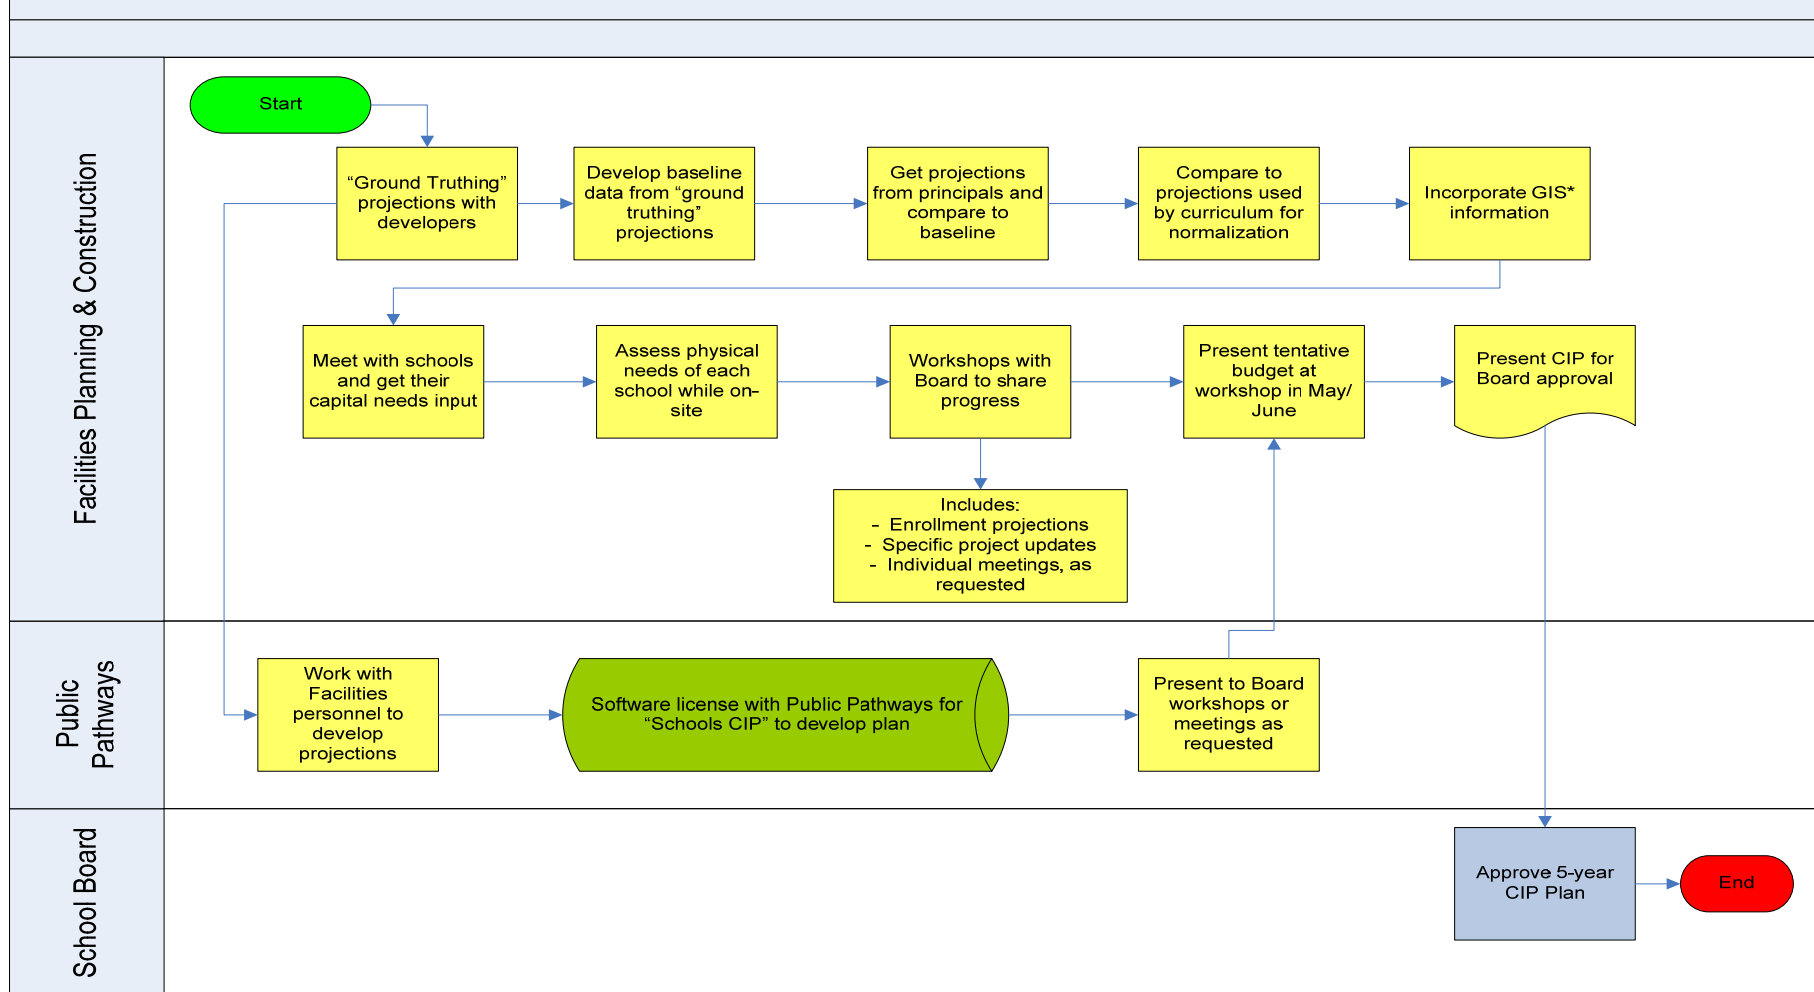 Facilities Planning & Construction
Start
“Ground Truthing”
projections with
developers
Develop baseline
data from “ground
truthing”
projections
Get projections
from principals and
compare to
baseline
Compare to
projections used
by curriculum for
normalization
Incorporate GIS*
information
Meet with schools
and get their
capital needs input
Assess physical
needs of each
school while on-
site
Workshops with
Board to share
progress
Present tentative
budget at
workshop in May/
June
Present CIP for
Board approval
Includes:
- Enrollment projections
- Specific project updates
- Individual meetings, as
requested
Public
Pathways
Work with
Facilities
personnel to
develop
projections
Software license with Public Pathways for
“Schools CIP” to develop plan
Present to Board
workshops or
meetings as
requested
School Board
Approve 5-year
CIP Plan
End